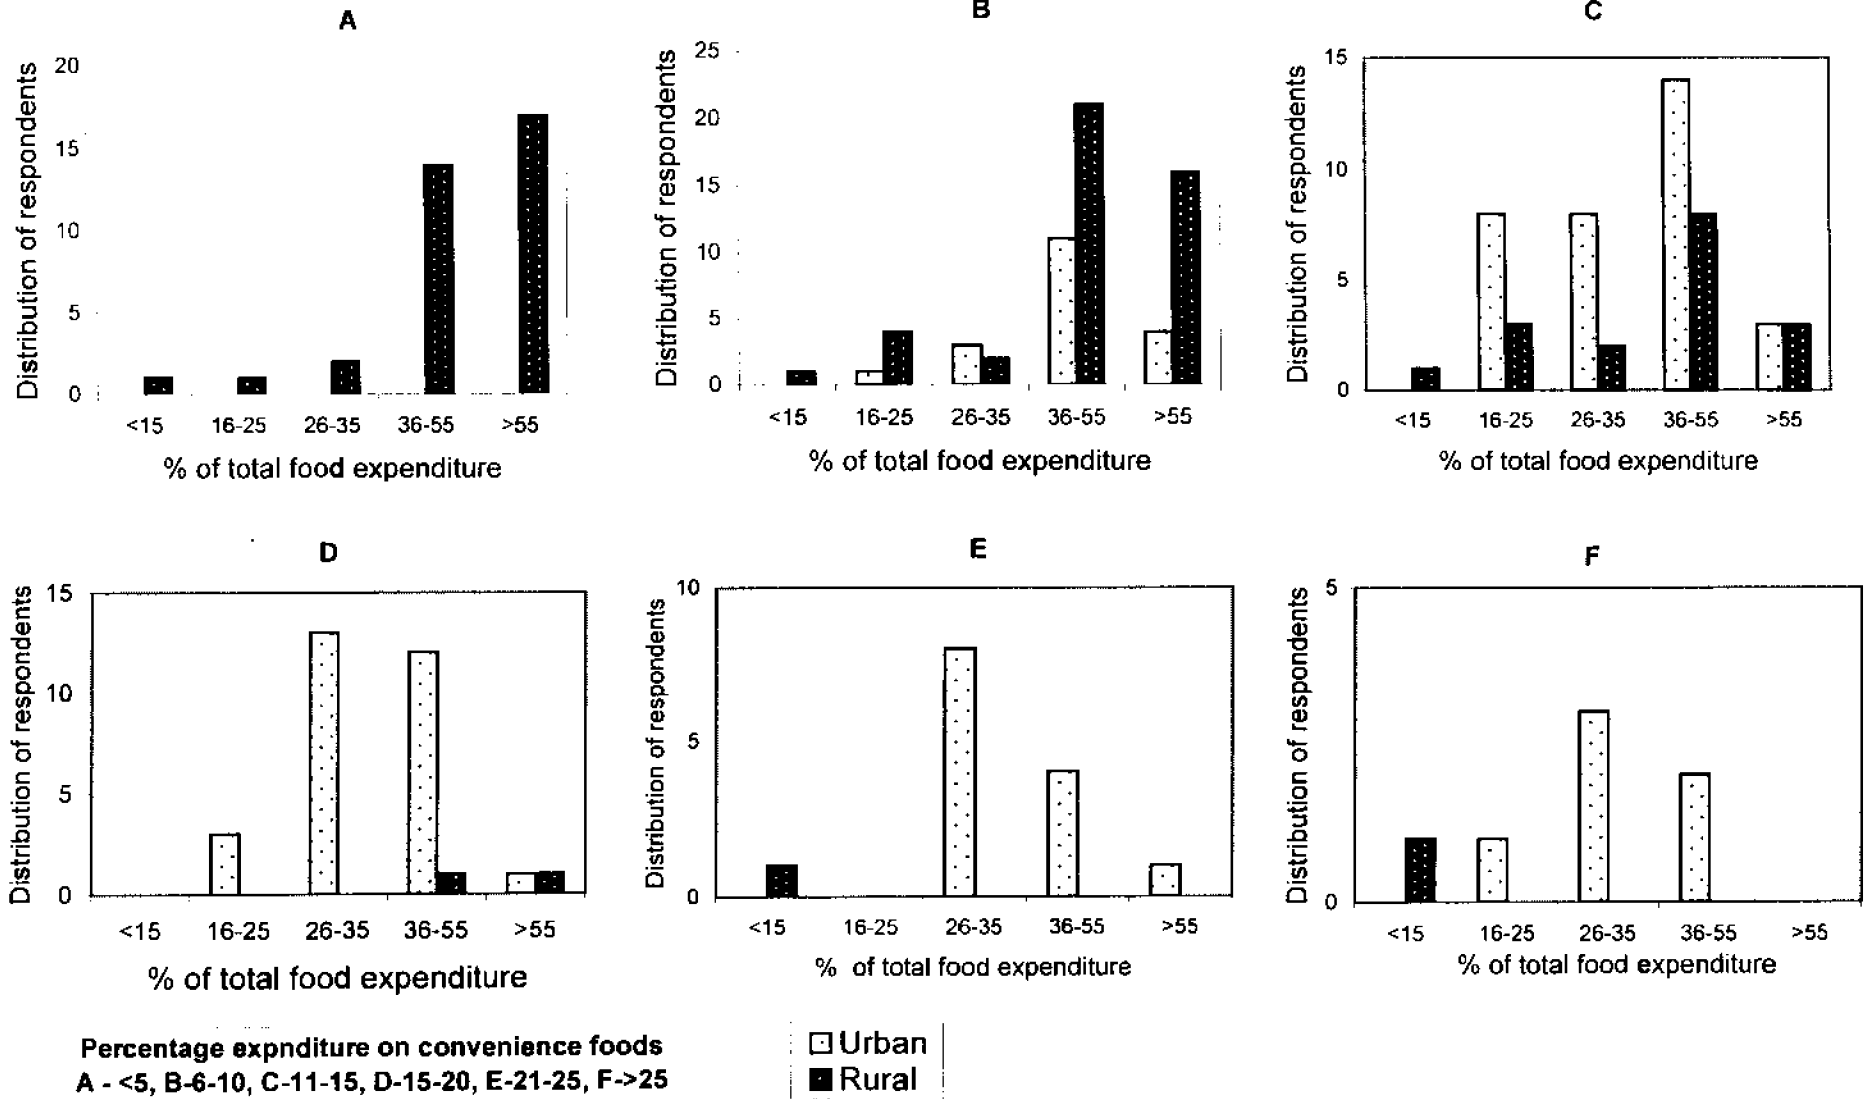 A
Distribution of respondents
20
15
10
5
0
<15 16-25 26-35 36-55 >55
% of total food expenditure
B
Distribution of respondents
25
20
15
10
5
0
<15 16-25 26-35 36-55 >55
% of total food expenditure
C
Distribution of respondents
15
10
5
0
<15 16-25 26-35 36-55 >55
% of total food expenditure
D
Distribution of respondents
15
10
5
0
<15 16-25 26-35 36-55 >55
% of total food expenditure
E
Distribution of respondents
10
5
0
<15 16-25 26-35 36-55 >55
% of total food expenditure
F
Distribution of respondents
5
0
<15 16-25 26-35 36-55 >55
% of total food expenditure
Percentage expnditure on convenience foods
A - <5, B-6-10, C-11-15, D-15-20, E-21-25, F->25
Urban
Rural